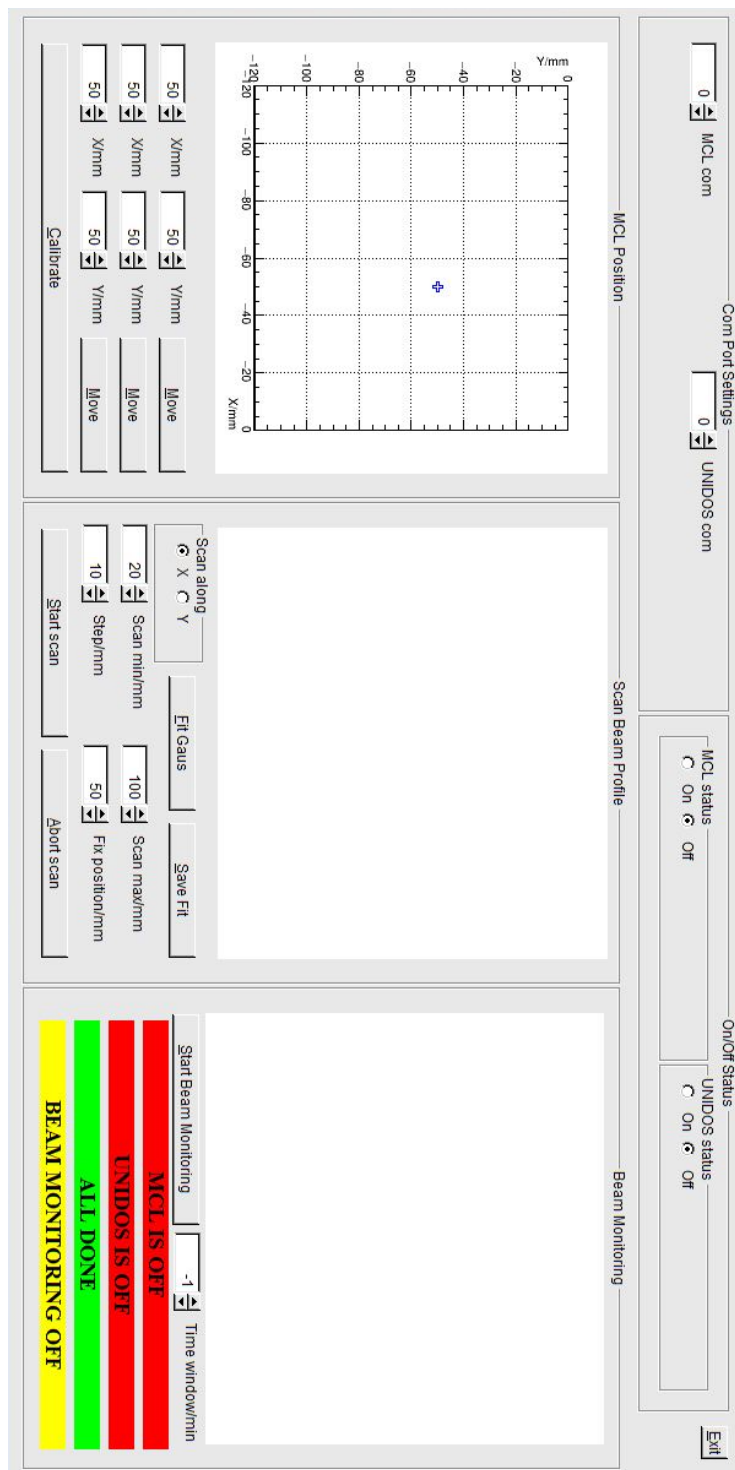 Com Port Settings
0 MCL com
0 UNIDOS com
On/Off Status
MCL status
On Off
UNIDOS status
On Off
Exit
MCL Position
Y/mm
0
−20
−40
−60
−80
−100
−120
−120 −100 −80 −60 −40 −20 0
X/mm
50 X/mm 50 Y/mm Move
50 X/mm 50 Y/mm Move
50 X/mm 50 Y/mm Move
Calibrate
Scan Beam Profile
Scan along
X Y
Fit Gaus
Save Fit
20 Scan min/mm 100 Scan max/mm
10 Step/mm 50 Fix position/mm
Start scan Abort scan
Beam Monitoring
Start Beam Monitoring -1 Time window/min
MCL IS OFF
UNIDOS IS OFF
ALL DONE
BEAM MONITORING OFF